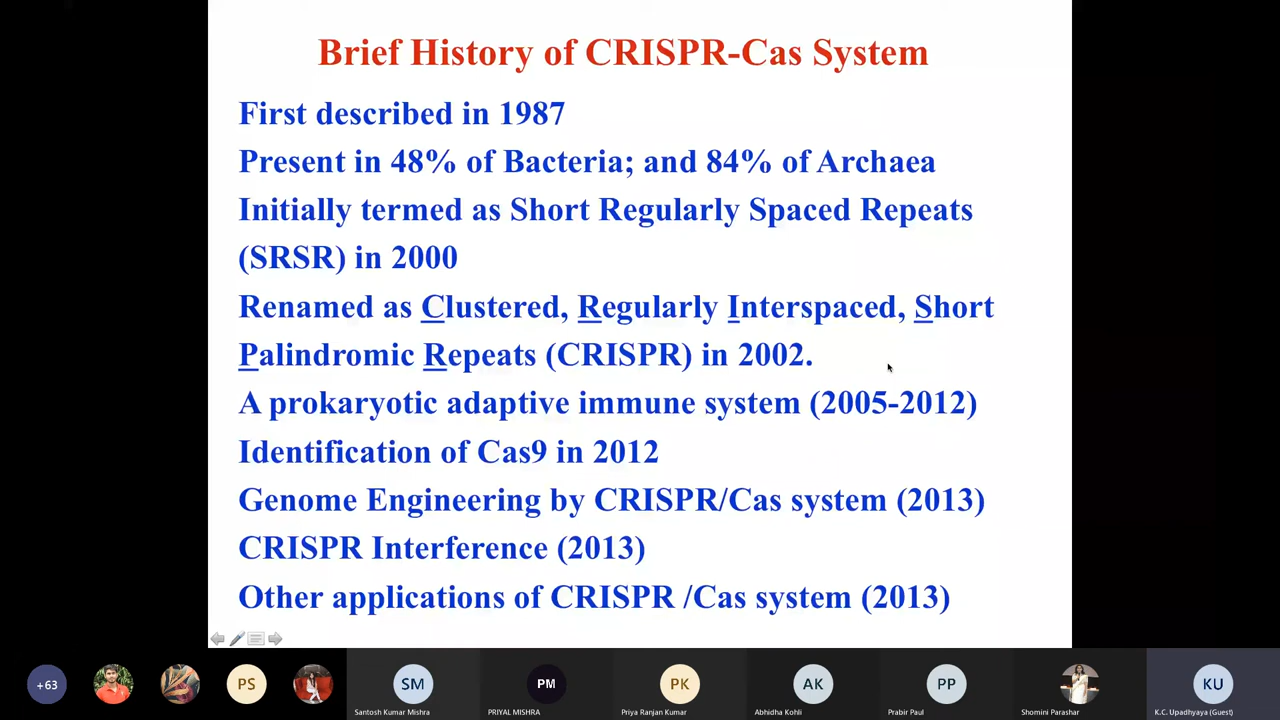 Brief History of CRISPR-Cas System
First described in 1987
Present in 48% of Bacteria; and 84% of Archaea
Initially termed as Short Regularly Spaced Repeats
(SRSR) in 2000
Renamed as Clustered, Regularly Interspaced, Short
Palindromic Repeats (CRISPR) in 2002.
A prokaryotic adaptive immune system (2005-2012)
Identification of Cas9 in 2012
Genome Engineering by CRISPR/Cas system (2013)
CRISPR Interference (2013)
Other applications of CRISPR /Cas system (2013)
+63
PS
SM
PM
PK
AK
PP
KU
Santosh Kumar Mishra
PRIYAL MISHRA
Priya Ranjan Kumar
Abhidha Kohli
Prabir Paul
Shomini Parashar
K.C. Upadhyaya (Guest)